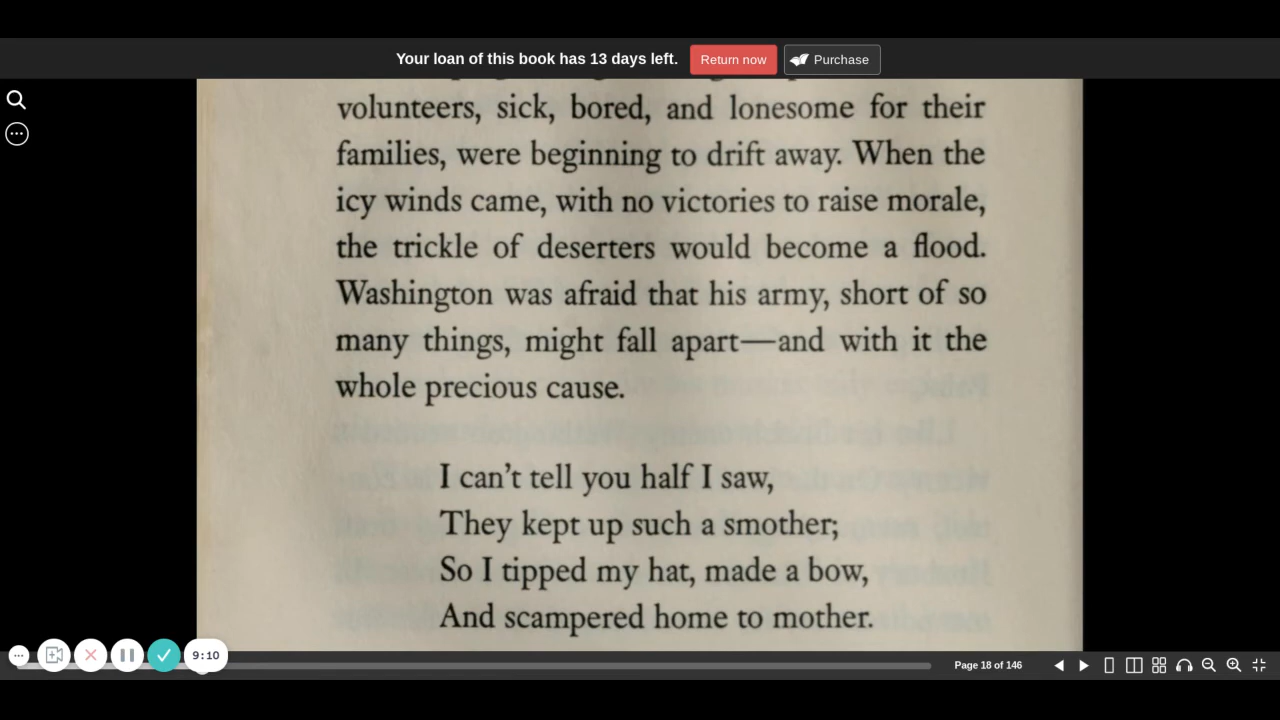 Your loan of this book has 13 days left. Return now Purchase
volunteers, sick, bored, and lonesome for their
families, were beginning to drift away. When the
icy winds came, with no victories to raise morale,
the trickle of deserters would become a flood.
Washington was afraid that his army, short of so
many things, might fall apart—and with it the
whole precious cause.
I can't tell you half I saw,
They kept up such a smother;
So I tipped my hat, made a bow,
And scampered home to mother.
9:10
Page 18 of 146